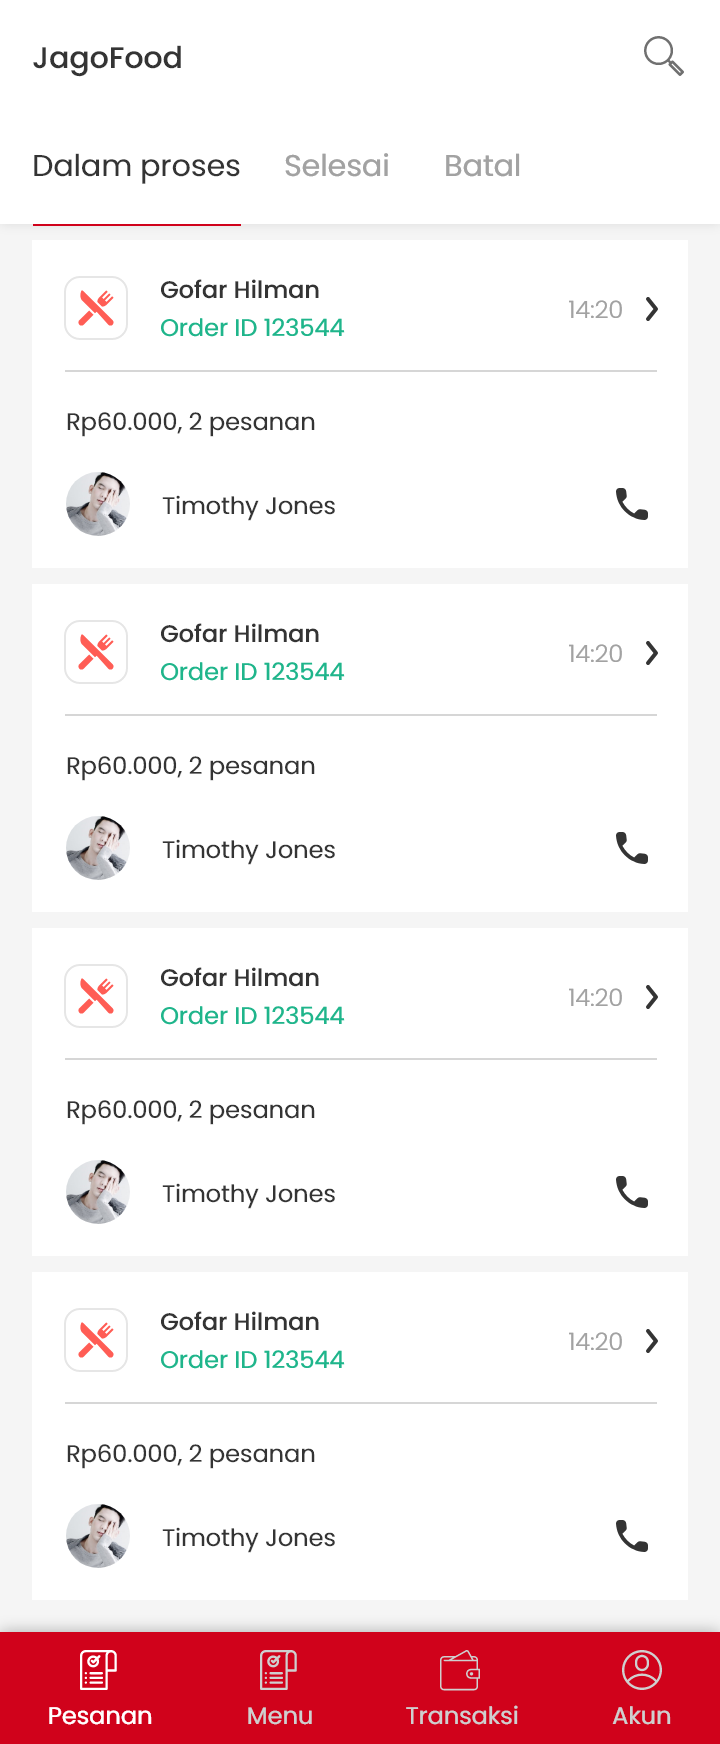 JagoFood
Dalam proses Selesai Batal
Gofar Hilman
Order ID 123544
14:20
Rp60.000, 2 pesanan
Timothy Jones
Gofar Hilman
Order ID 123544
14:20
Rp60.000, 2 pesanan
Timothy Jones
Gofar Hilman
Order ID 123544
14:20
Rp60.000, 2 pesanan
Timothy Jones
Gofar Hilman
Order ID 123544
14:20
Rp60.000, 2 pesanan
Timothy Jones
Pesanan Menu Transaksi Akun